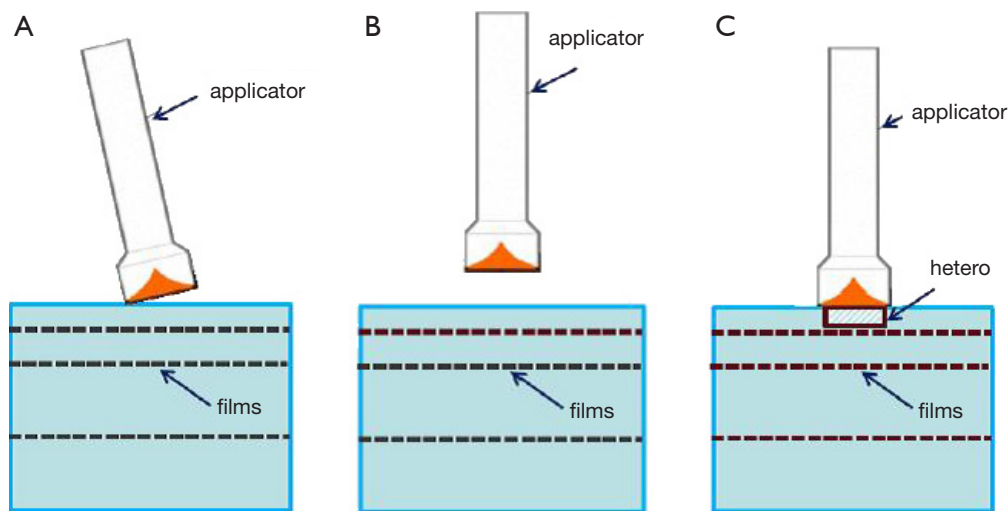 A
applicator
films
B
applicator
films
C
applicator
hetero
films